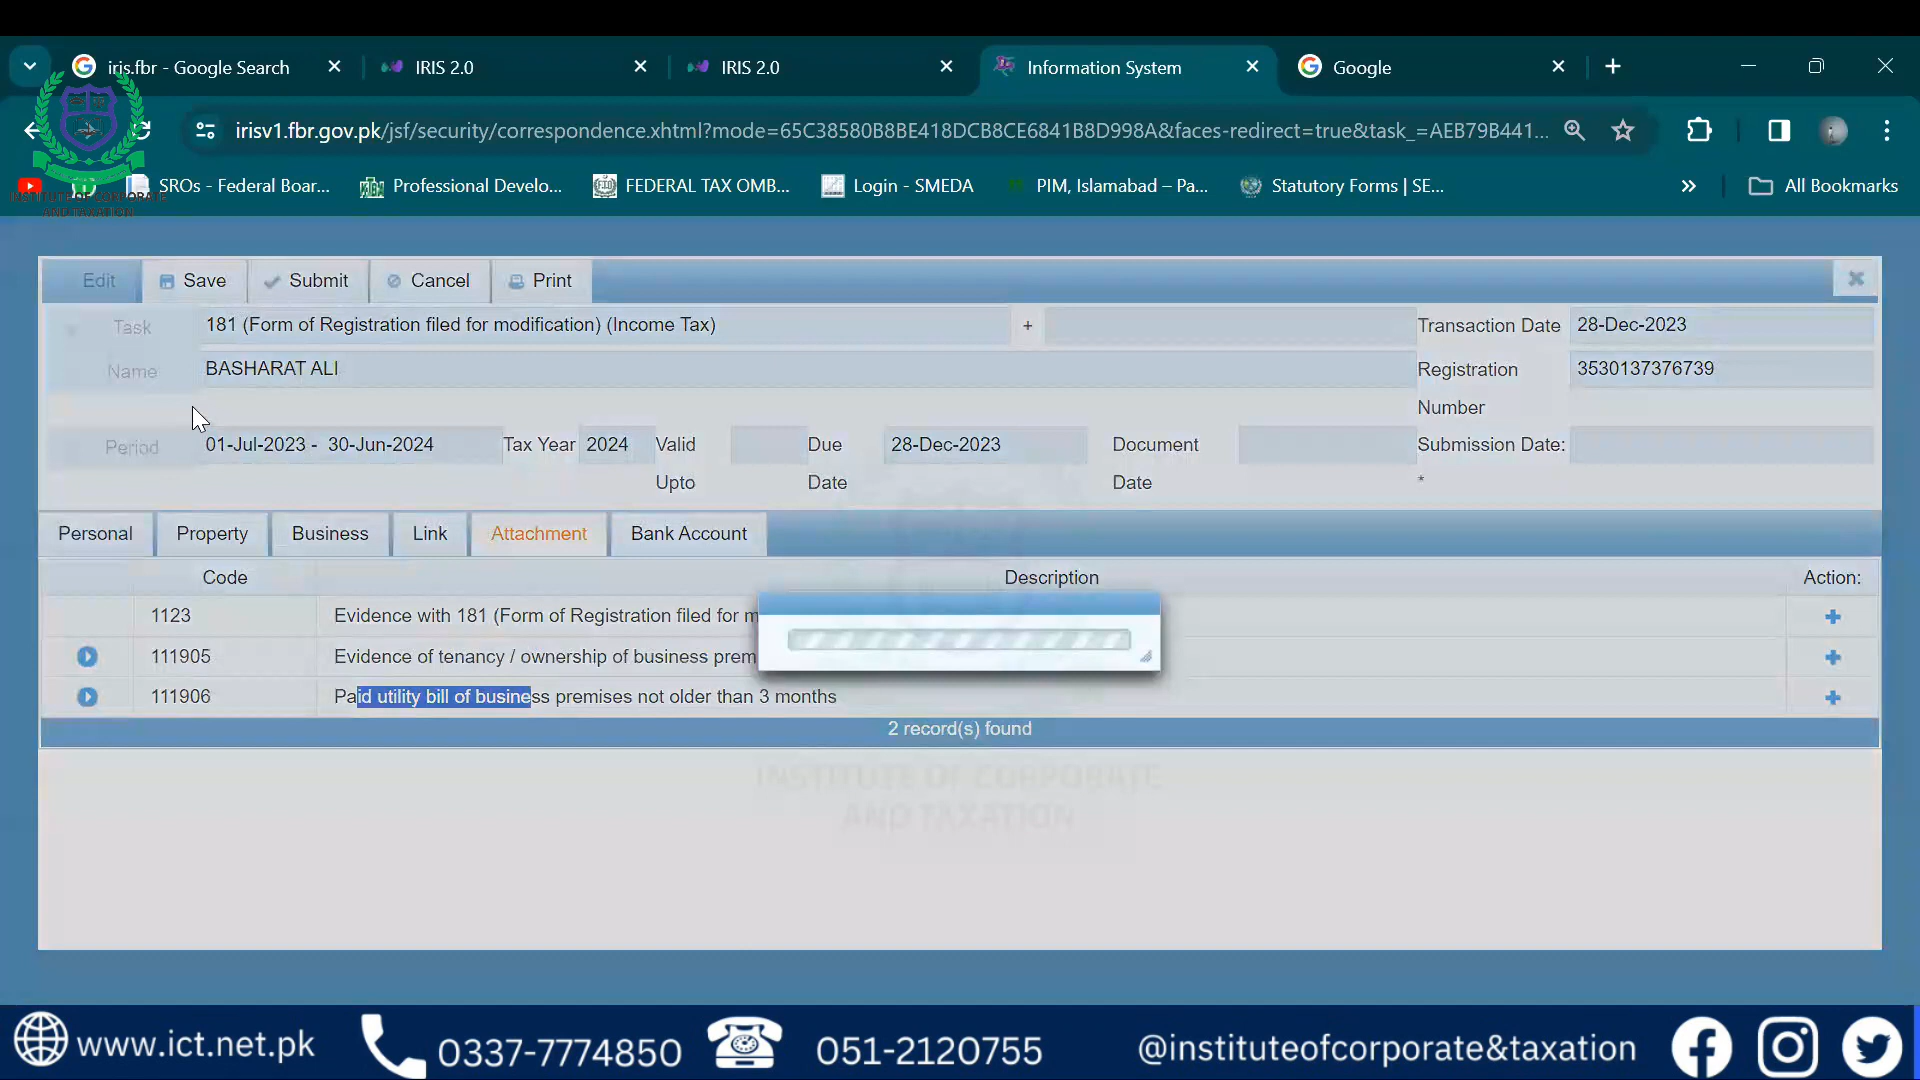 iris.fbr - Google Search
IRIS 2.0
IRIS 2.0
Information System
Google
irisv1.fbr.gov.pk/jsf/security/correspondence.xhtml?mode=65C38580B8BE418DCB8CE6841B8D998A&faces-redirect=true&task_=AEB79B441...
SROs - Federal Boar...
Professional Develo...
FEDERAL TAX OMB...
Login - SMEDA
PIM, Islamabad – Pa...
Statutory Forms | SE...
All Bookmarks
INSTITUTE OF CORPORATE
AND TAXATION
Edit
Save
Submit
Cancel
Print
Task
181 (Form of Registration filed for modification) (Income Tax)
+
Transaction Date
28-Dec-2023
Name
BASHARAT ALI
Registration
Number
3530137376739
Period
01-Jul-2023 - 30-Jun-2024
Tax Year
2024
Valid
Upto
Due
Date
28-Dec-2023
Document
Date
Submission Date:
*
Personal
Property
Business
Link
Attachment
Bank Account
Code
Description
Action:
1123
Evidence with 181 (Form of Registration filed for m
111905
Evidence of tenancy / ownership of business prem
111906
Paid utility bill of business premises not older than 3 months
2 record(s) found
INSTITUTE OF CORPORATE
AND TAXATION
www.ict.net.pk
0337-7774850
051-2120755
@instituteofcorporate&taxation